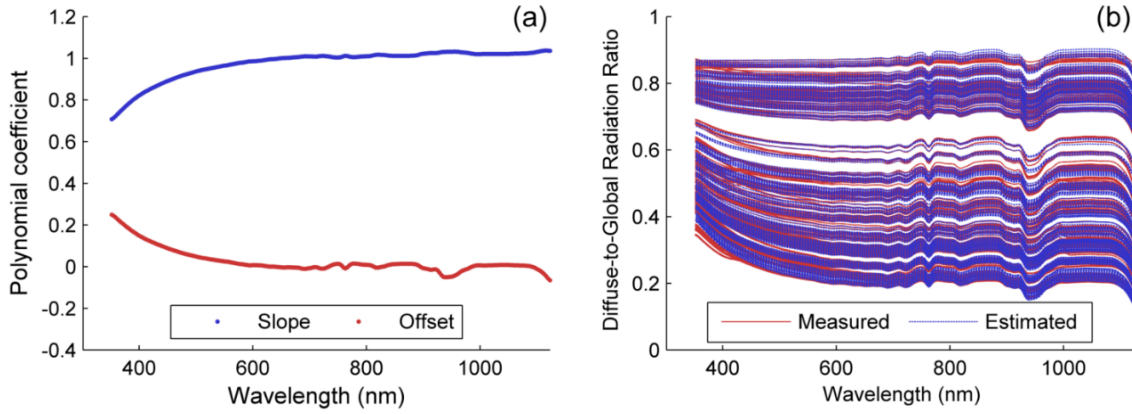 (a)
Polynomial coefficient
1.2
1
0.8
0.6
0.4
0.2
0
-0.2
-0.4
400 600 800 1000
Wavelength (nm)
Slope Offset
(b)
Diffuse-to-Global Radiation Ratio
1
0.8
0.6
0.4
0.2
0
400 600 800 1000
Wavelength (nm)
Measured Estimated